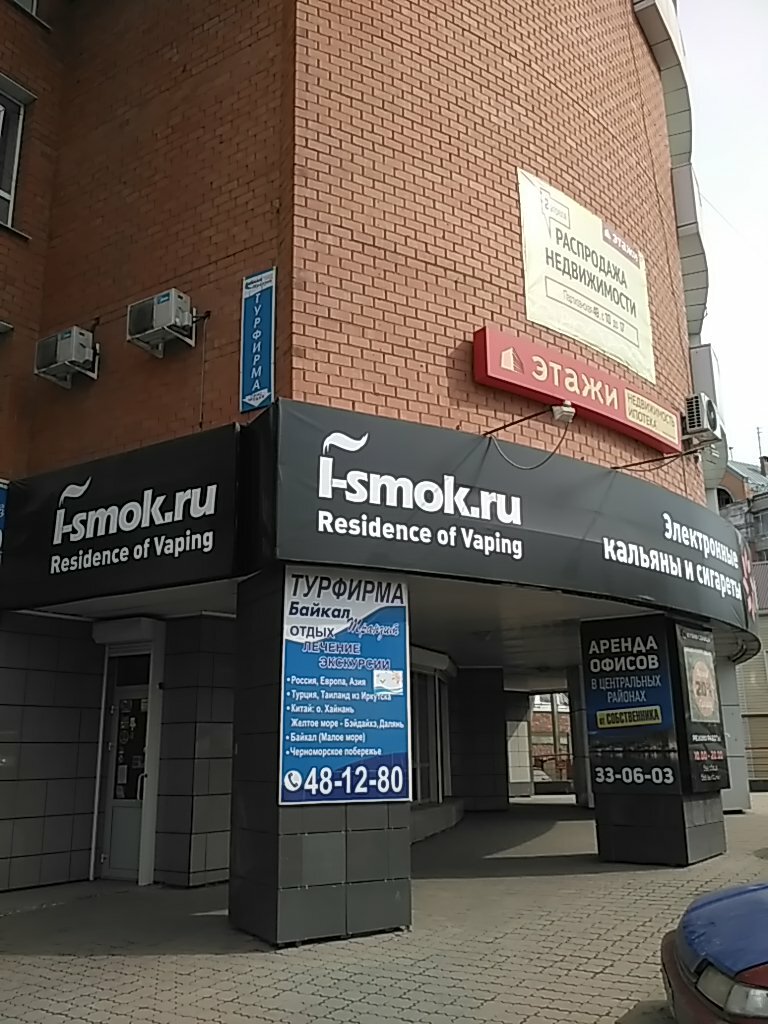 ЭТАЖИ
РАСПРОДАЖА
НЕДВИЖИМОСТИ
ЭТАЖИ
НЕДВИЖИМОСТЬ
ИПОТЕКА
ТУРФИРМА
i-smok.ru
Residence of Vaping
i-smok.ru
Residence of Vaping
Электронные
кальяны и сигареты
ТУРФИРМА
Байкал
Транзит
ОТДЫХ
ЛЕЧЕНИЕ
ЭКСКУРСИИ
• Россия, Европа, Азия
• Турция, Таиланд из Иркутска
• Китай: о. Хайнань
Желтое море - Бэйдайхэ, Далянь
• Байкал (Малое море)
• Черноморское побережье
48-12-80
АРЕНДА
ОФИСОВ
В ЦЕНТРАЛЬНЫХ
РАЙОНАХ
от СОБСТВЕННИКА
33-06-03